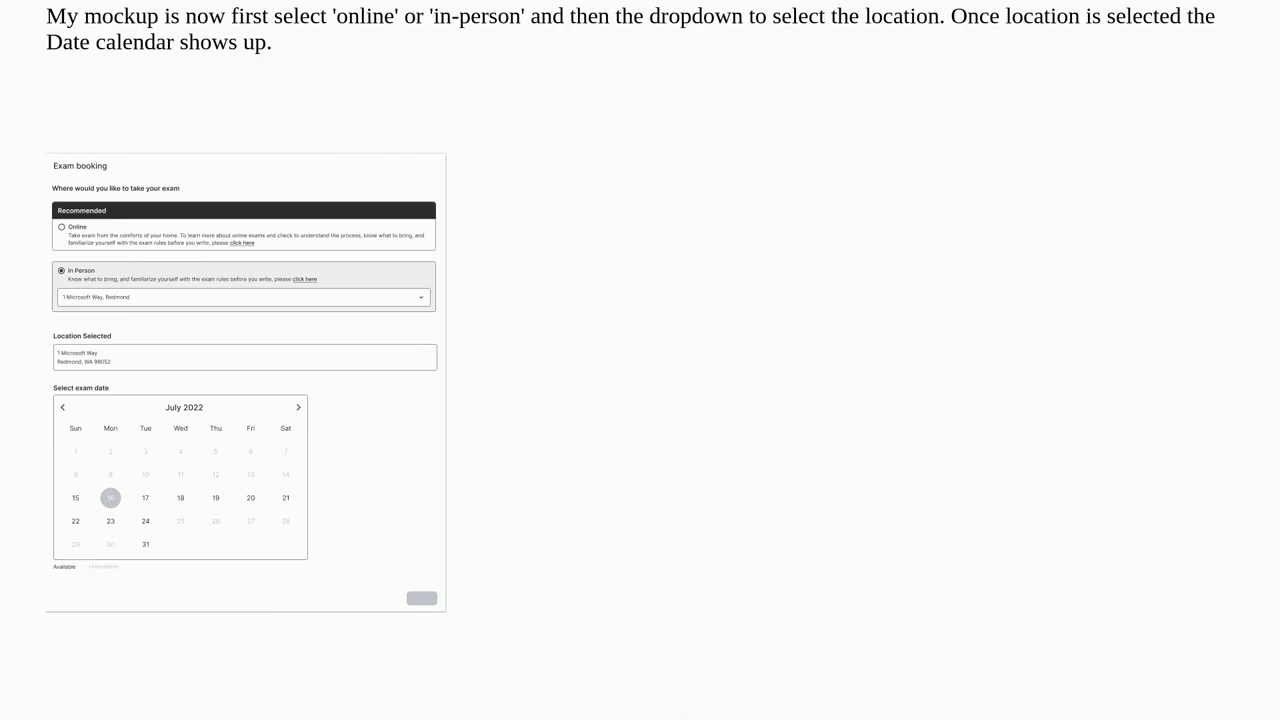 My mockup is now first select 'online' or 'in-person' and then the dropdown to select the location. Once location is selected the
Date calendar shows up.
Exam booking
Where would you like to take your exam
Recommended
Online
Take exam from the comforts of your home. To learn more about online exams and check to understand the process, know what to bring, and
familiarize yourself with the exam rules before you write, please click here
In Person
Know what to bring, and familiarize yourself with the exam rules before you write, please click here
1 Microsoft Way, Redmond
Location Selected
1 Microsoft Way
Redmond, WA 98052
Select exam date
July 2022
Sun Mon Tue Wed Thu Fri Sat
1 2 3 4 5 6 7
8 9 10 11 12 13 14
15 16 17 18 19 20 21
22 23 24 25 26 27 28
29 30 31
Available Unavailable